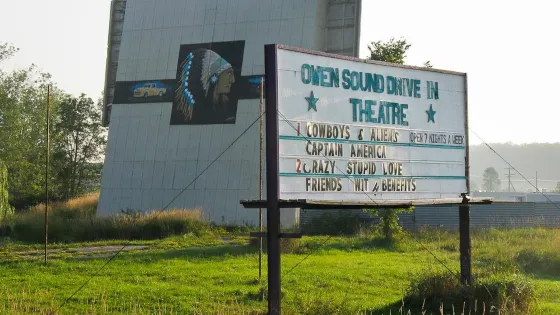 OWEN SOUND DRIVE IN
THEATRE
1 COWBOYS & ALIENS OPEN 7 NIGHTS A WEEK
CAPTAIN AMERICA
2 CRAZY STUPID LOVE
FRIENDS WIT 4 BENEFITS